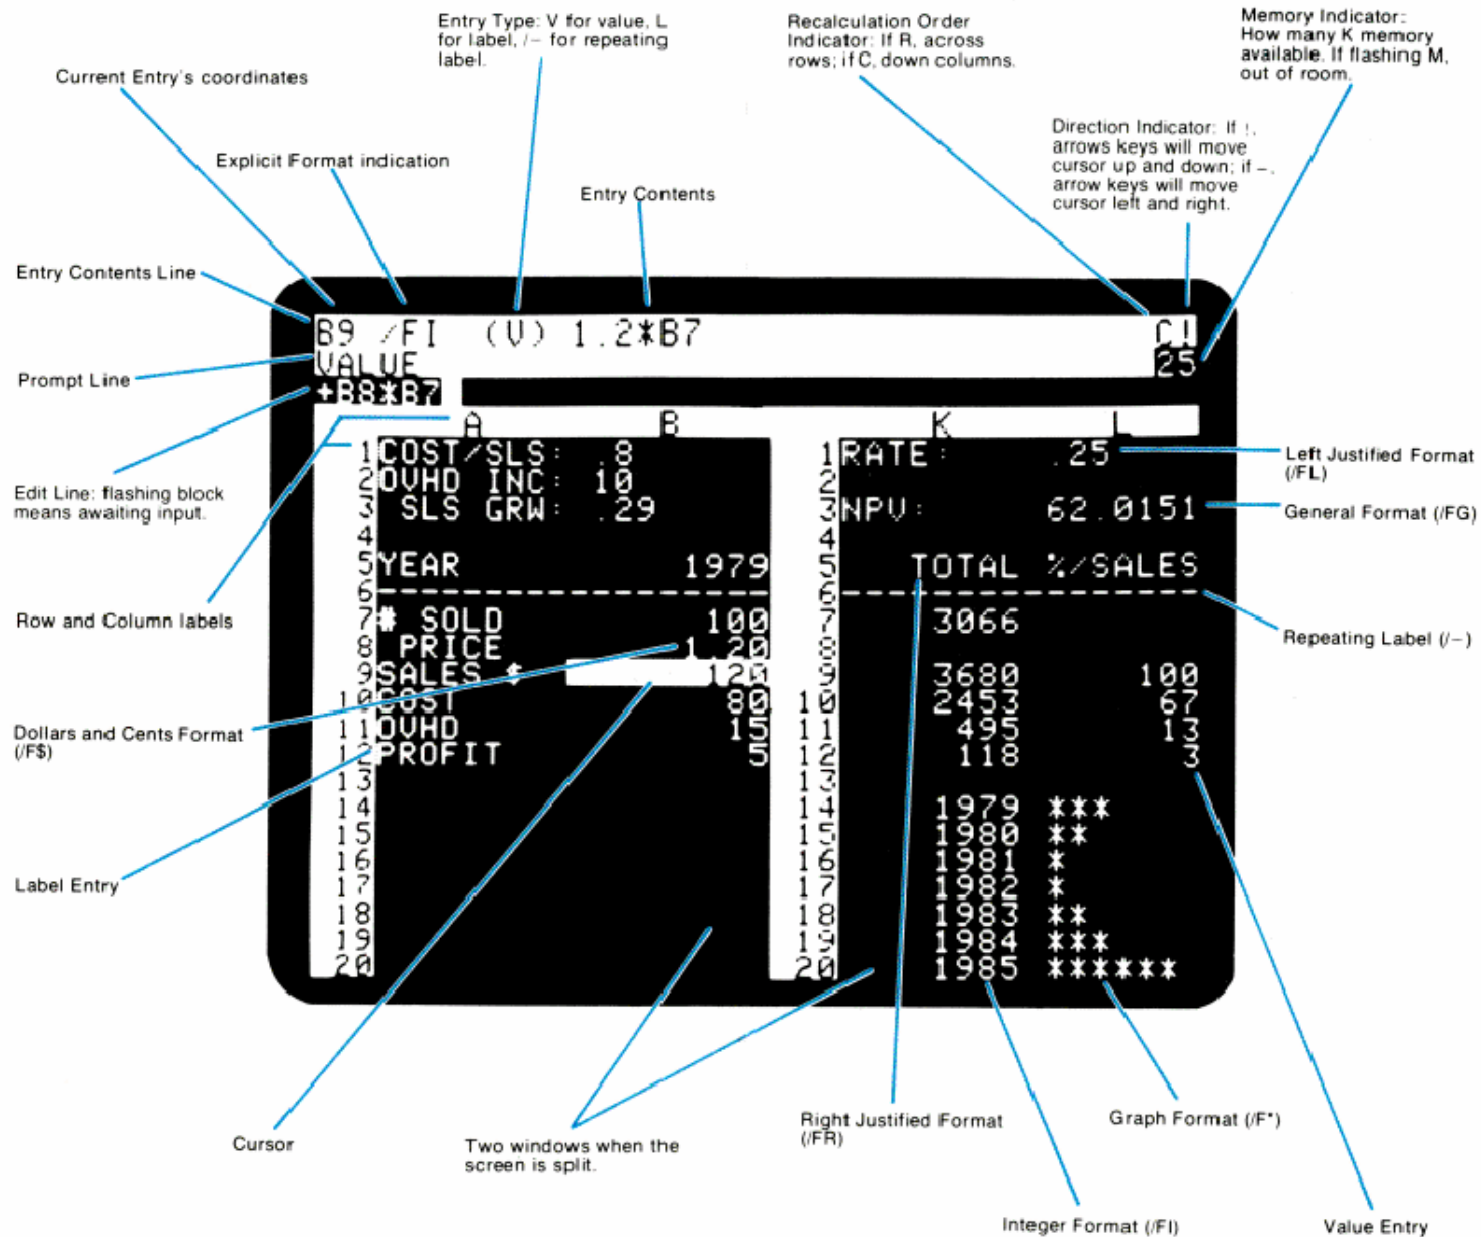 Entry Type: V for value, L
for label, /– for repeating
label.
Recalculation Order
Indicator: If R, across
rows; if C, down columns.
Memory Indicator:
How many K memory
available. If flashing M,
out of room.
Current Entry's coordinates
Explicit Format indication
Entry Contents
Direction Indicator: If !,
arrows keys will move
cursor up and down; if –,
arrow keys will move
cursor left and right.
Entry Contents Line
Prompt Line
Edit Line: flashing block
means awaiting input.
Row and Column labels
Dollars and Cents Format
(/F$)
Label Entry
B9 /FI (V) 1.2*B7 C!
VALUE 25
+B8*B7
A B K L
1 COST/SLS: .8 1 RATE: .25
2 OVHD INC: 10 2
3 SLS GRW: .29 3 NPV: 62.0151
4 4
5 YEAR 1979 5 TOTAL %/SALES
6 ------------------ 6 -----------------
7 # SOLD 100 7 3066
8 PRICE 1.20 8
9 SALES $ 120 9 3680 100
10 COST 80 10 2453 67
11 OVHD 15 11 495 13
12 PROFIT 5 12 118 3
13 13
14 14 1979 ***
15 15 1980 **
16 16 1981 *
17 17 1982 *
18 18 1983 **
19 19 1984 ***
20 20 1985 ******
Left Justified Format
(/FL)
General Format (/FG)
Repeating Label (/–)
Cursor
Two windows when the
screen is split.
Right Justified Format
(/FR)
Graph Format (/F*)
Integer Format (/FI)
Value Entry